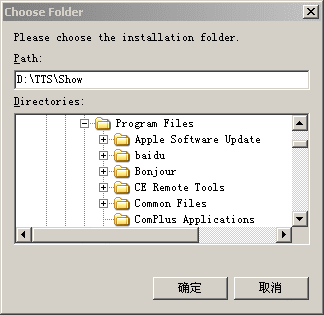 Choose Folder
Please choose the installation folder.
Path:
D:\TTS\Show
Directories:
Program Files
Apple Software Update
baidu
Bonjour
CE Remote Tools
Common Files
ComPlus Applications
确定 取消